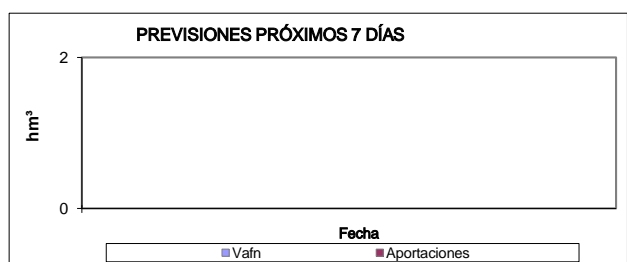 PREVISIONES PRÓXIMOS 7 DÍAS
2
hm³
0
Fecha
Vafn Aportaciones